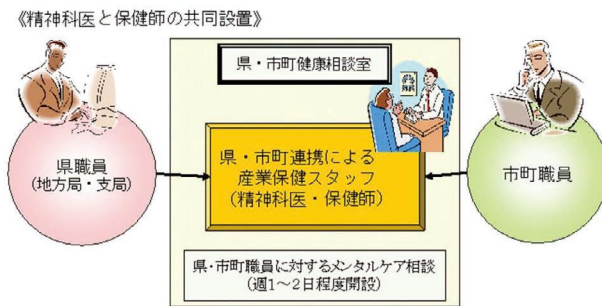 《精神科医と保健師の共同設置》
県・市町健康相談室
県職員
(地方局・支局)
県・市町連携による
産業保健スタッフ
(精神科医・保健師)
市町職員
県・市町職員に対するメンタルケア相談
(週1～2日程度開設)